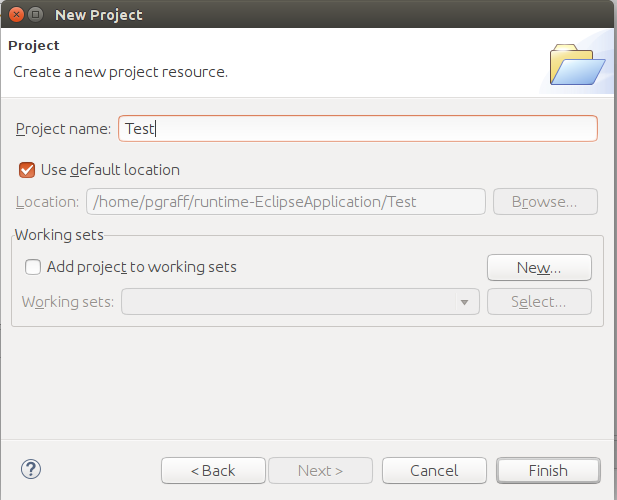 New Project
Project
Create a new project resource.
Project name: Test
Use default location
Location: /home/pgraff/runtime-EclipseApplication/Test Browse...
Working sets
Add project to working sets New...
Working sets: Select...
? < Back Next > Cancel Finish